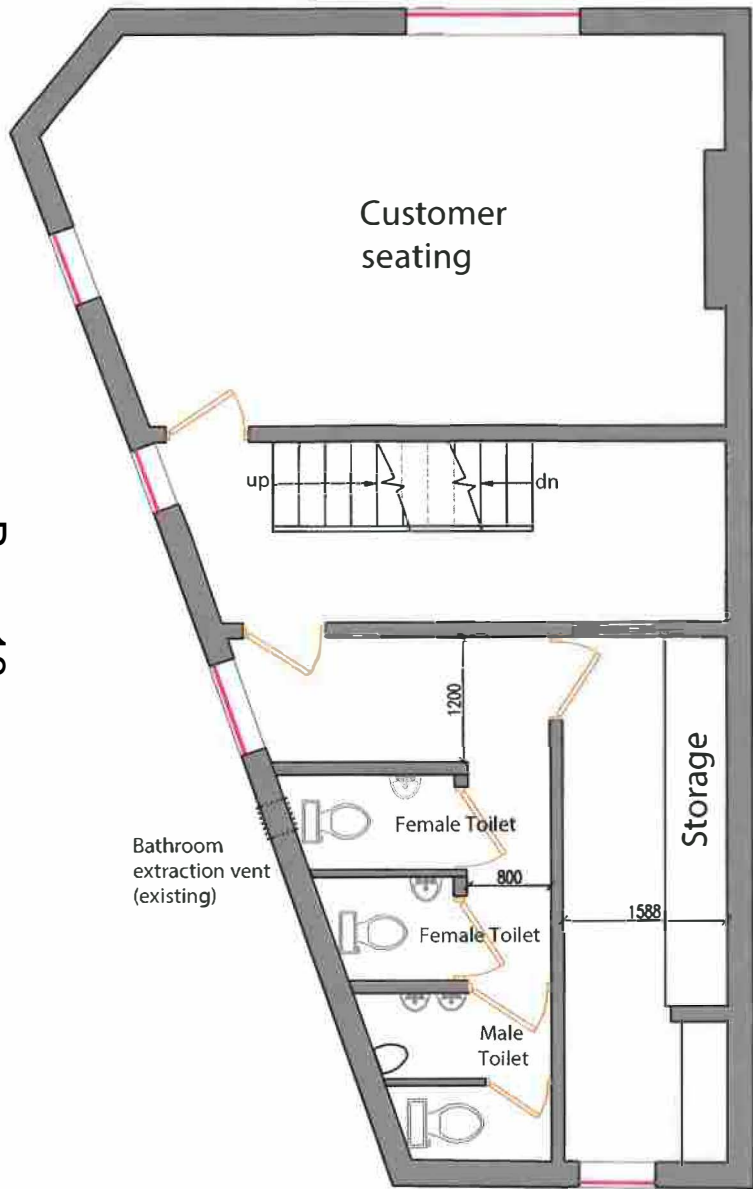 Customer
seating
up
dn
1200
Storage
Female Toilet
Bathroom
extraction vent
(existing)
800
1588
Female Toilet
Male
Toilet